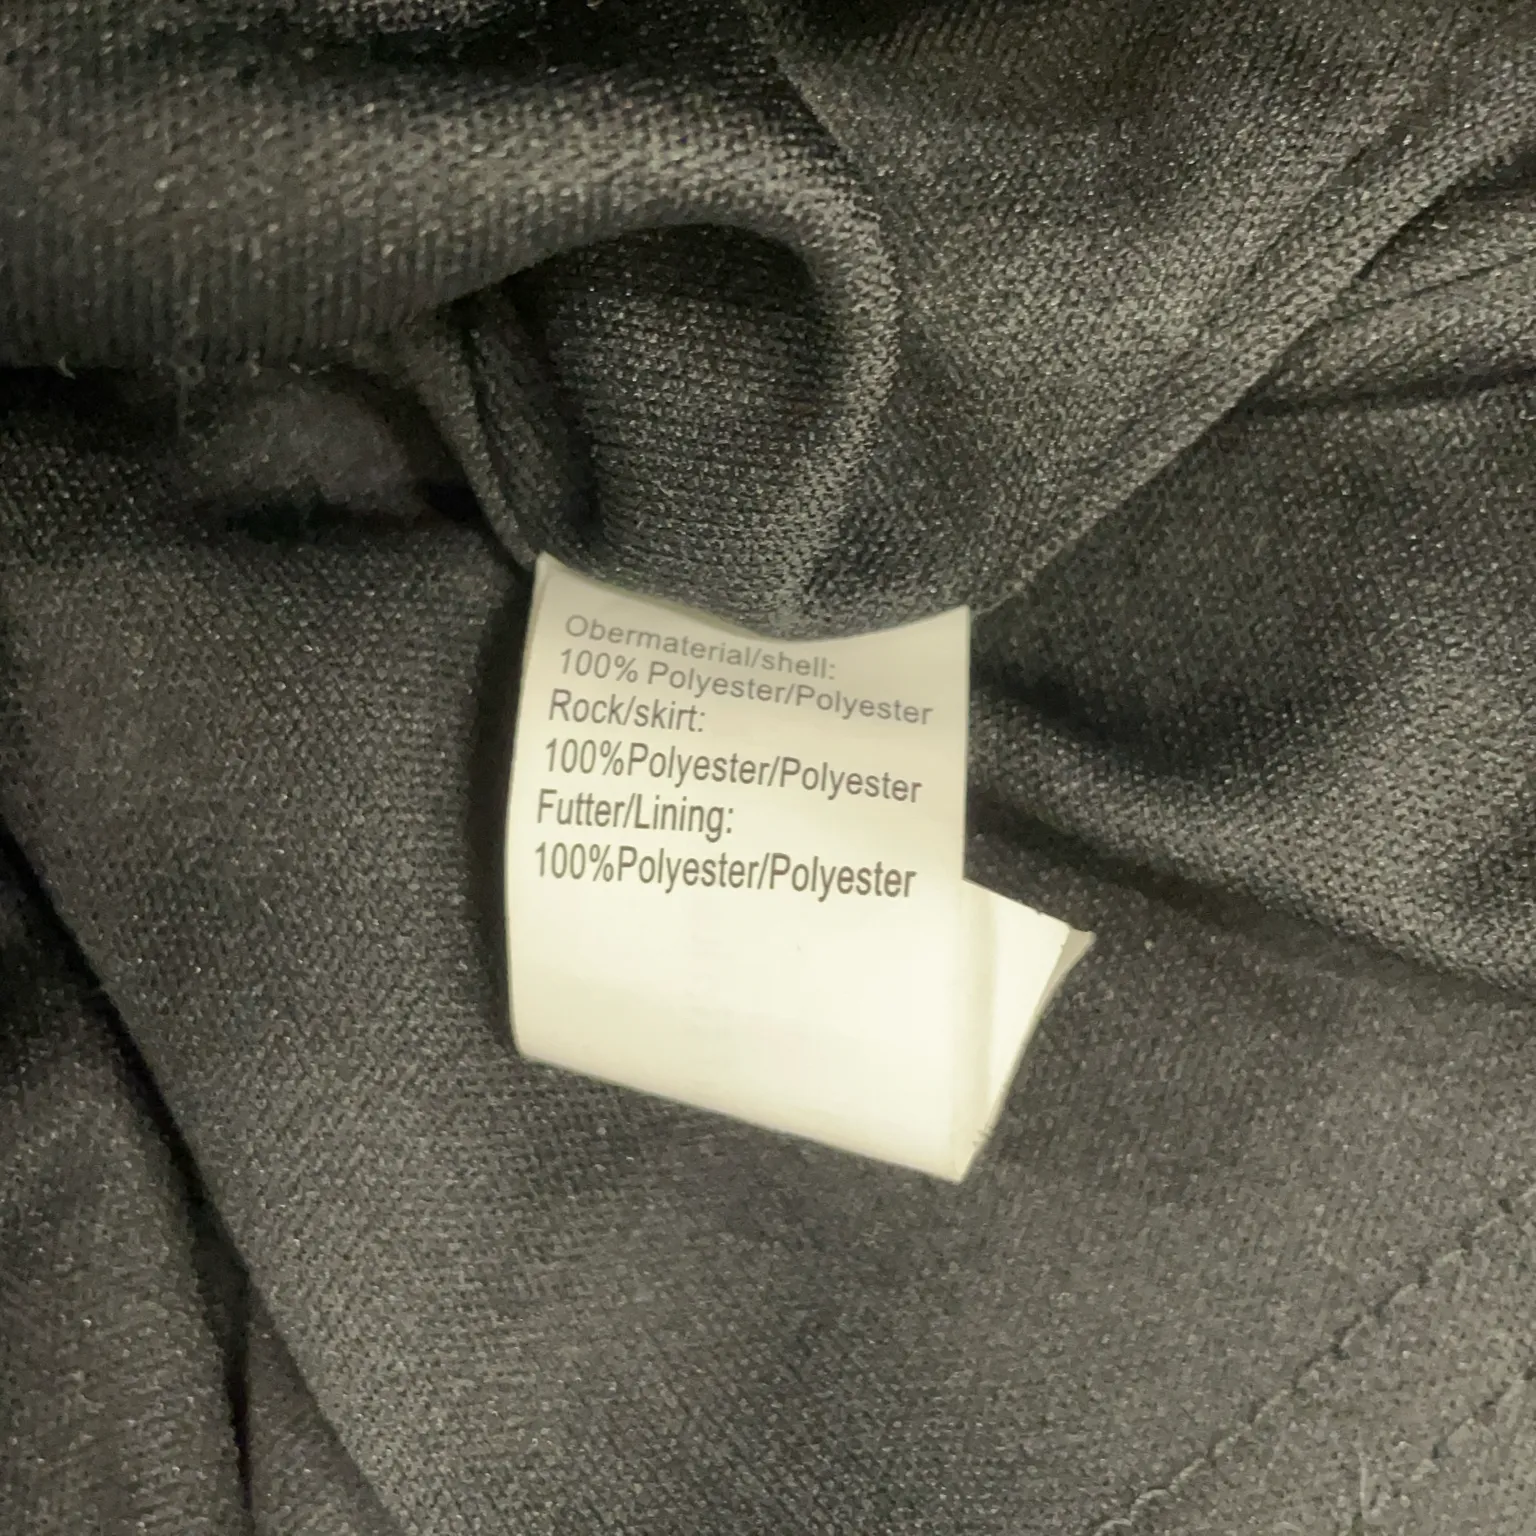 Obermaterial/shell:
100% Polyester/Polyester
Rock/skirt:
100%Polyester/Polyester
Futter/Lining:
100%Polyester/Polyester